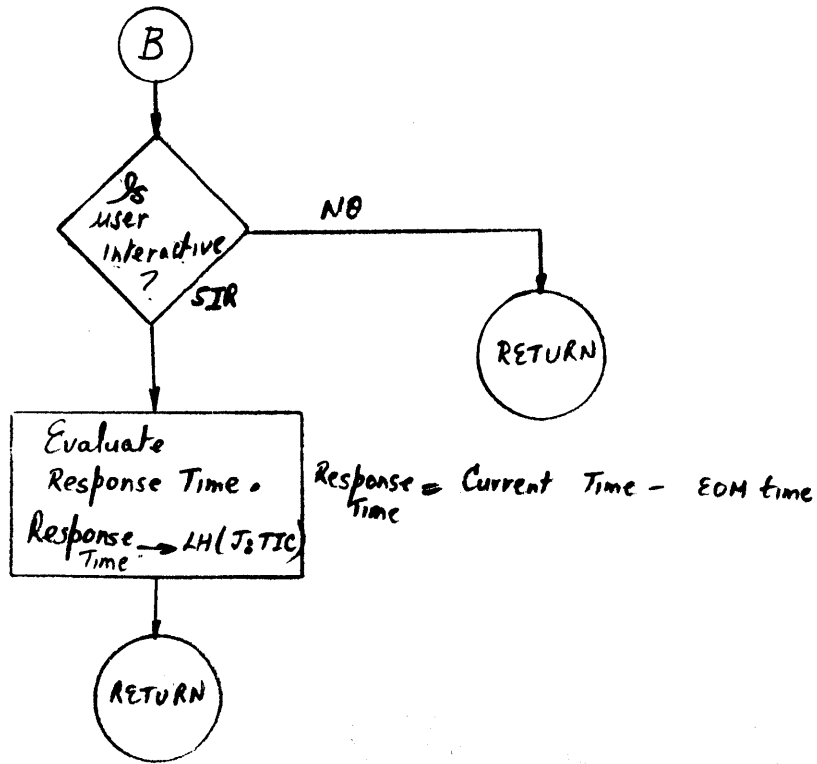 B
Is
user
interactive
?
NO
SIR
RETURN
Evaluate
Response Time.
Response
Time → LH(J:TIC)
Response
Time = Current Time - EOM time
RETURN